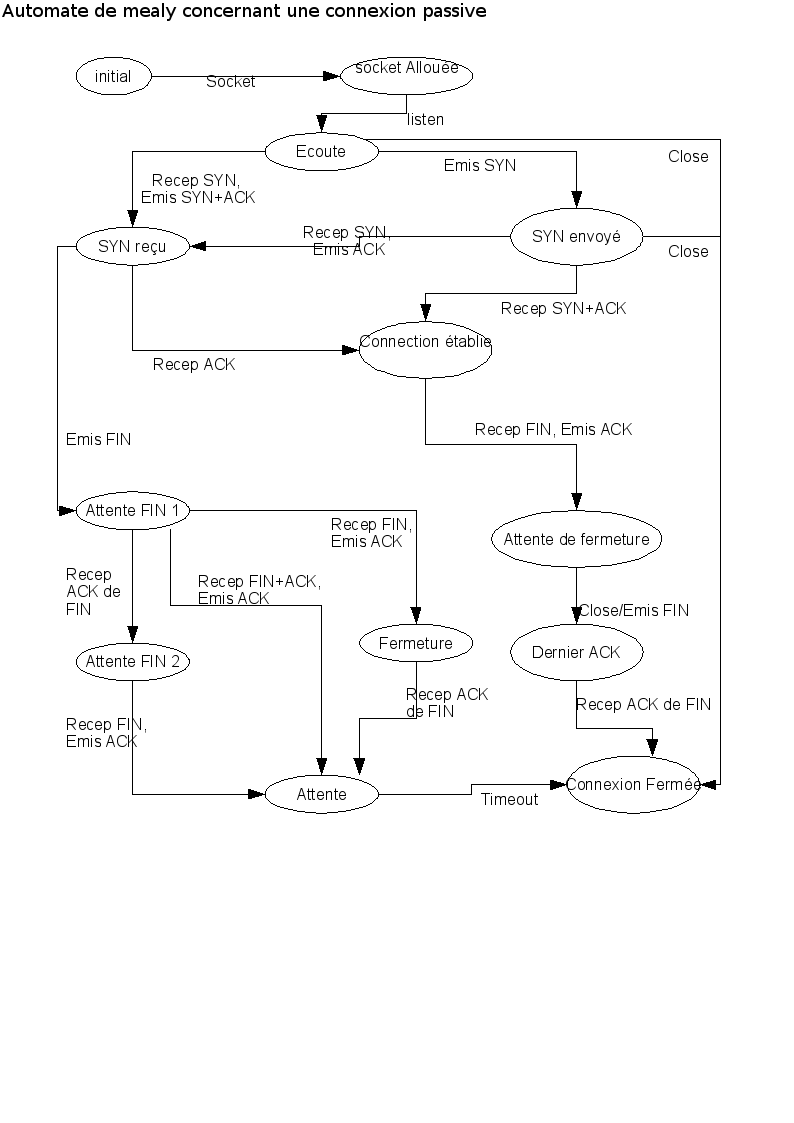 Automate de mealy concernant une connexion passive
initial
Socket
socket Allouée
listen
Ecoute
Close
Emis SYN
Recep SYN,
Emis SYN+ACK
SYN reçu
Recep SYN,
Emis ACK
SYN envoyé
Close
Recep SYN+ACK
Connection établie
Recep ACK
Recep FIN, Emis ACK
Emis FIN
Attente FIN 1
Recep FIN,
Emis ACK
Attente de fermeture
Recep
ACK de
FIN
Recep FIN+ACK,
Emis ACK
Close/Emis FIN
Fermeture
Dernier ACK
Attente FIN 2
Recep ACK
de FIN
Recep ACK de FIN
Recep FIN,
Emis ACK
Attente
Timeout
Connexion Fermée